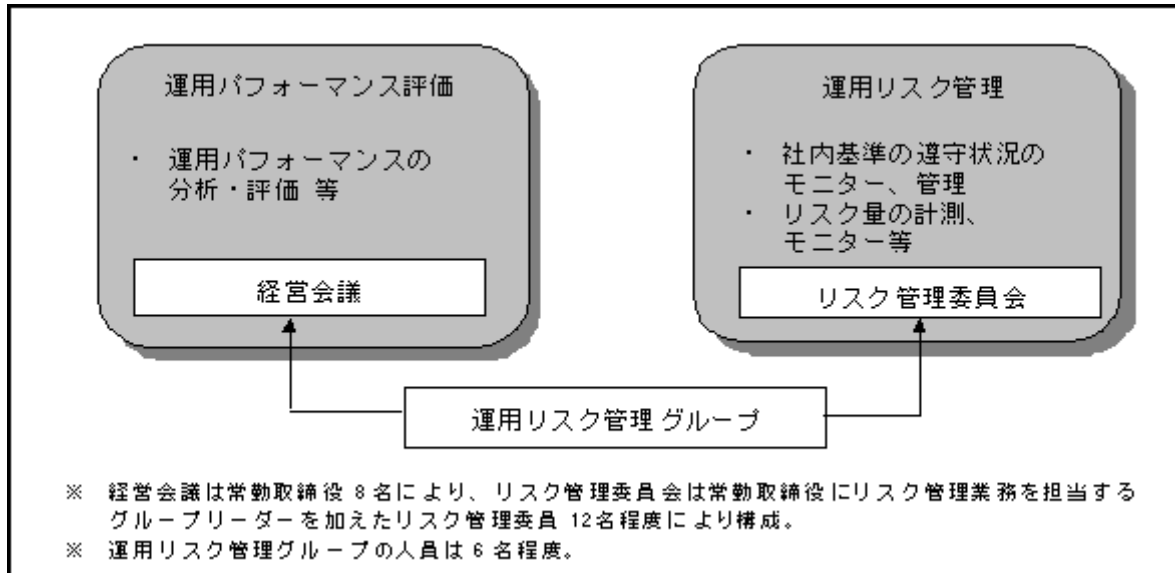 運用パフォーマンス評価
・ 運用パフォーマンスの
分析・評価 等
経営会議
運用リスク管理
・ 社内基準の遵守状況の
モニター、管理
・ リスク量の計測、
モニター等
リスク管理委員会
運用リスク管理グループ
※ 経営会議は常勤取締役 8 名により、リスク管理委員会は常勤取締役にリスク管理業務を担当する
グループリーダーを加えたリスク管理委員 12名程度により構成。
※ 運用リスク管理グループの人員は 6 名程度。